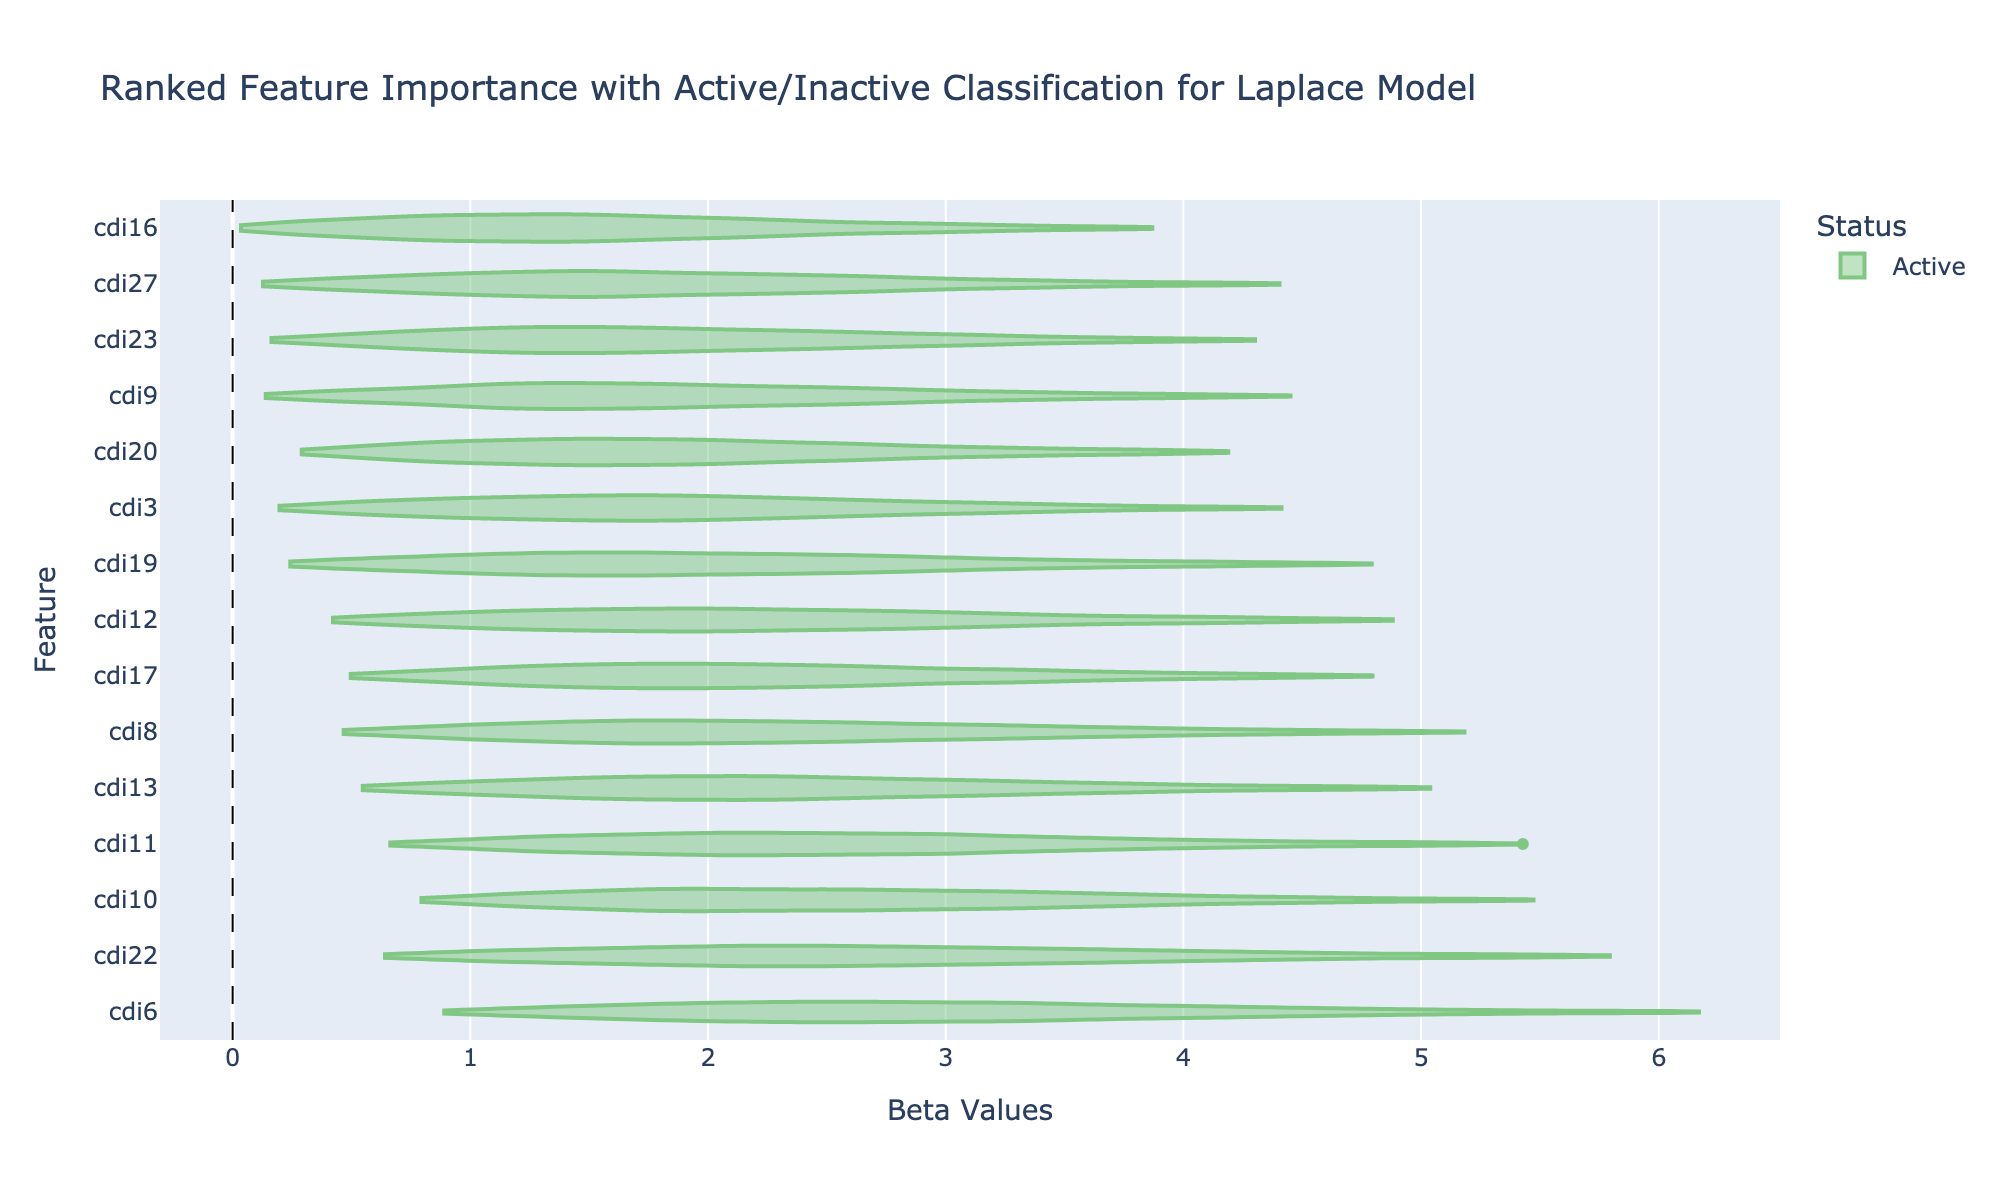 Ranked Feature Importance with Active/Inactive Classification for Laplace Model
Status
Active
Feature
cdi16
cdi27
cdi23
cdi9
cdi20
cdi3
cdi19
cdi12
cdi17
cdi8
cdi13
cdi11
cdi10
cdi22
cdi6
0 1 2 3 4 5 6
Beta Values